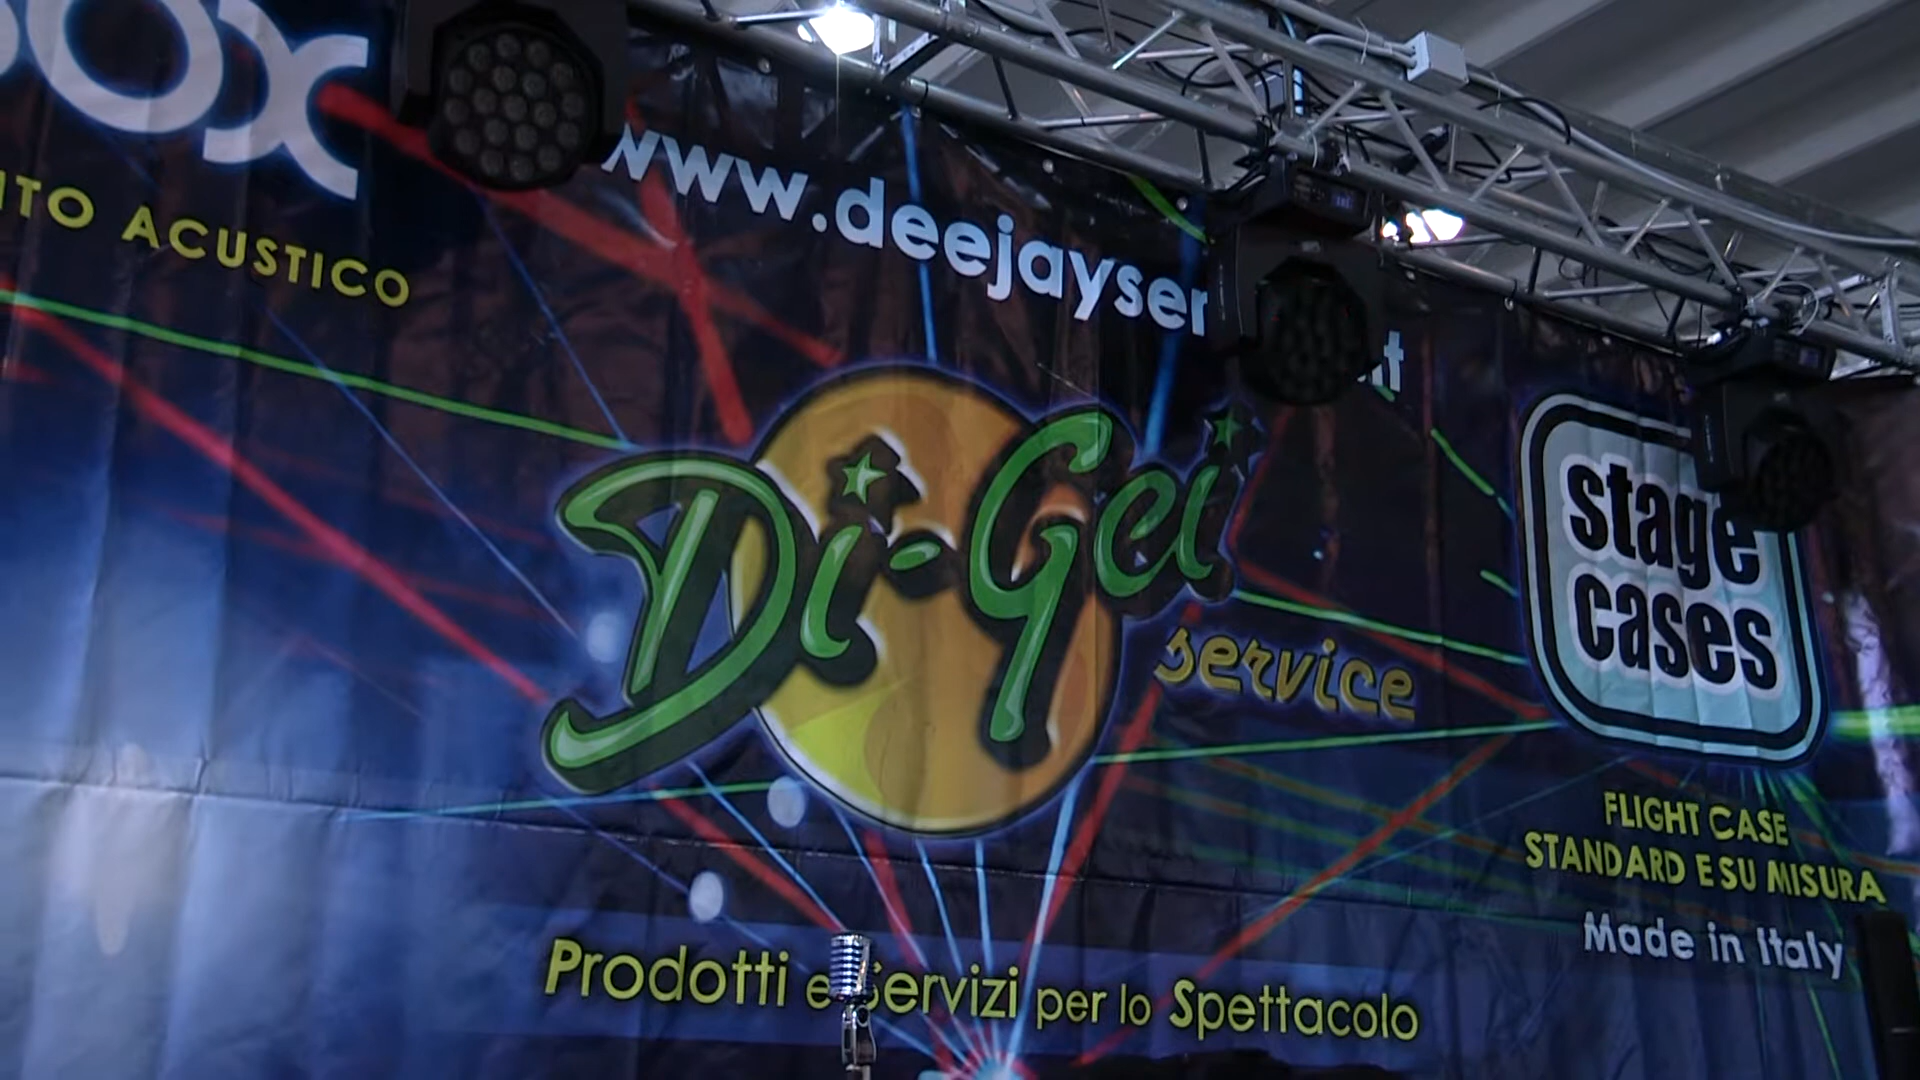 ACUSTICO
www.deejayser
it
Di-Gei
service
Prodotti e Servizi per lo Spettacolo
stage
cases
FLIGHT CASE
STANDARD E SU MISURA
Made in Italy